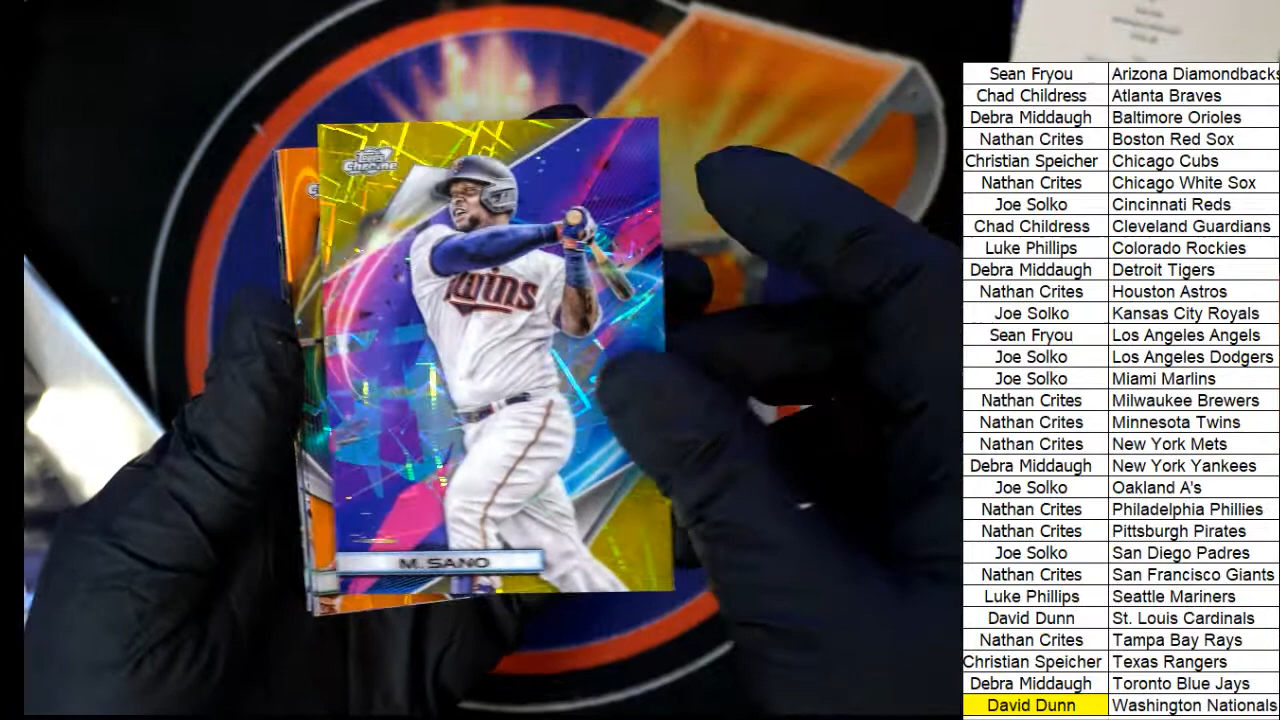 Topps
Chrome
TWINS
M. SANO
Sean Fryou Arizona Diamondbacks
Chad Childress Atlanta Braves
Debra Middaugh Baltimore Orioles
Nathan Crites Boston Red Sox
Christian Speicher Chicago Cubs
Nathan Crites Chicago White Sox
Joe Solko Cincinnati Reds
Chad Childress Cleveland Guardians
Luke Phillips Colorado Rockies
Debra Middaugh Detroit Tigers
Nathan Crites Houston Astros
Joe Solko Kansas City Royals
Sean Fryou Los Angeles Angels
Joe Solko Los Angeles Dodgers
Joe Solko Miami Marlins
Nathan Crites Milwaukee Brewers
Nathan Crites Minnesota Twins
Nathan Crites New York Mets
Debra Middaugh New York Yankees
Joe Solko Oakland A's
Nathan Crites Philadelphia Phillies
Nathan Crites Pittsburgh Pirates
Joe Solko San Diego Padres
Nathan Crites San Francisco Giants
Luke Phillips Seattle Mariners
David Dunn St. Louis Cardinals
Nathan Crites Tampa Bay Rays
Christian Speicher Texas Rangers
Debra Middaugh Toronto Blue Jays
David Dunn Washington Nationals